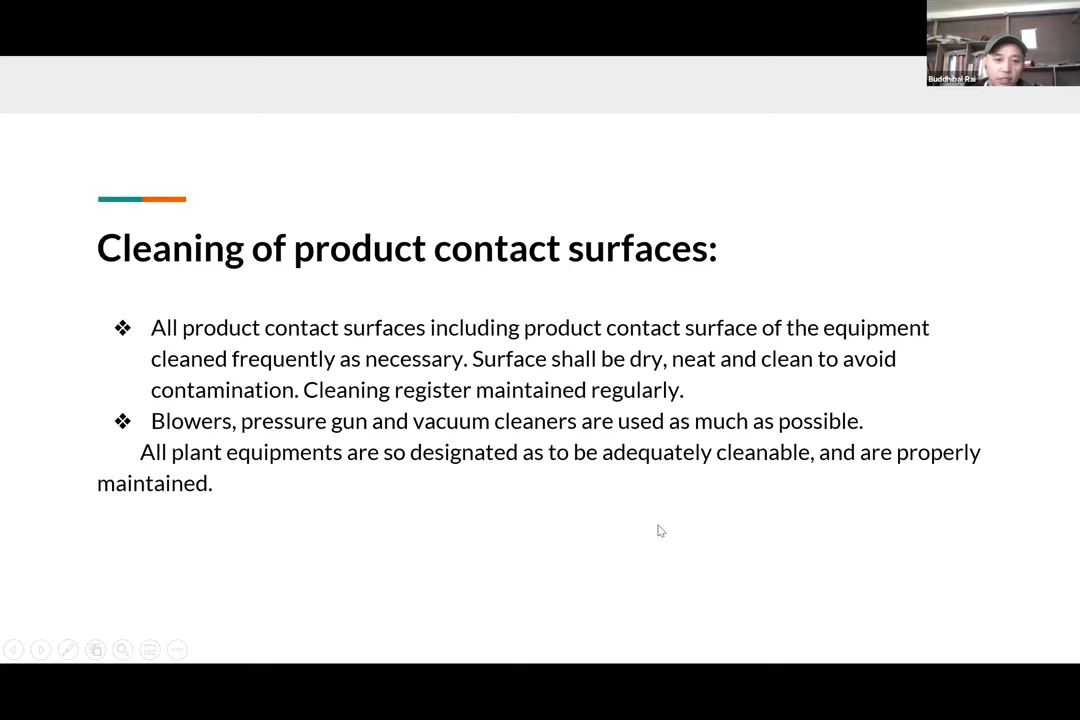 Buddhibal Rai
Cleaning of product contact surfaces:
❖ All product contact surfaces including product contact surface of the equipment
cleaned frequently as necessary. Surface shall be dry, neat and clean to avoid
contamination. Cleaning register maintained regularly.
❖ Blowers, pressure gun and vacuum cleaners are used as much as possible.
All plant equipments are so designated as to be adequately cleanable, and are properly
maintained.